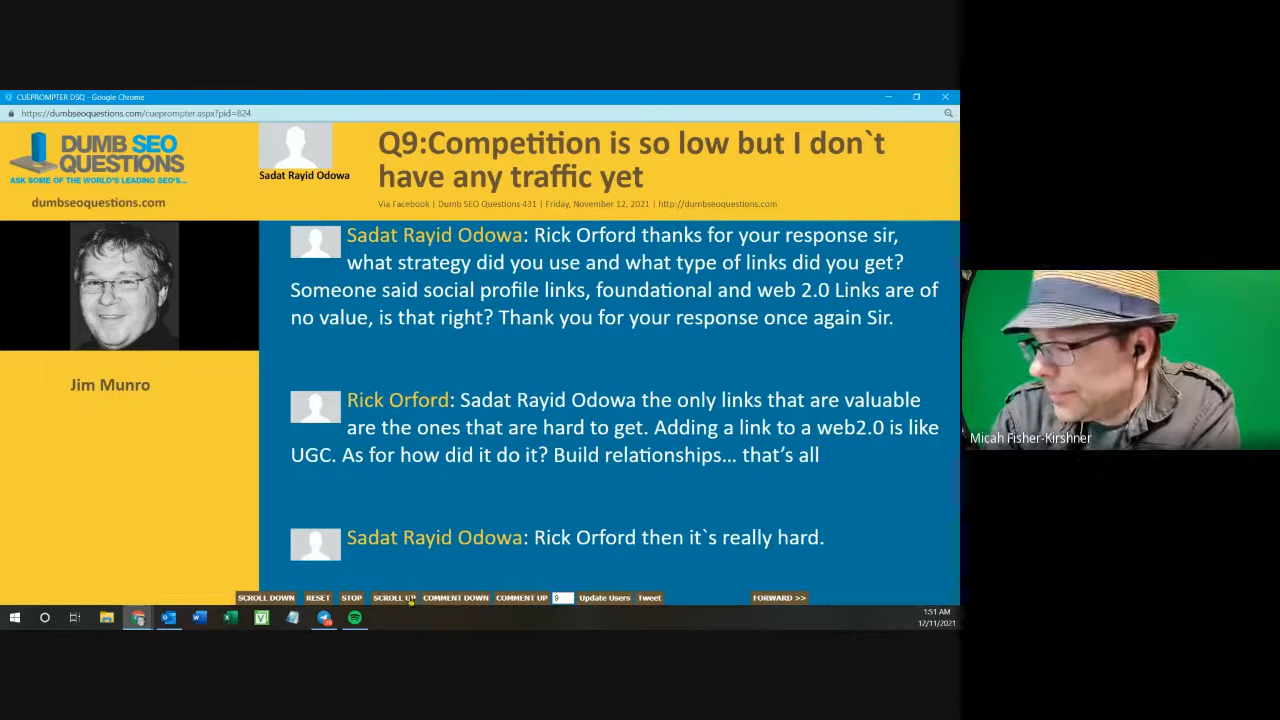 CUEPROMPTER DSQ - Google Chrome
https://dumbseoquestions.com/cueprompter.aspx?pid=824
DUMB SEO
QUESTIONS
ASK SOME OF THE WORLD'S LEADING SEO'S...
dumbseoquestions.com
Sadat Rayid Odowa
Q9:Competition is so low but I don`t
have any traffic yet
Via Facebook | Dumb SEO Questions 431 | Friday, November 12, 2021 | http://dumbseoquestions.com
Jim Munro
Sadat Rayid Odowa: Rick Orford thanks for your response sir,
what strategy did you use and what type of links did you get?
Someone said social profile links, foundational and web 2.0 Links are of
no value, is that right? Thank you for your response once again Sir.
Rick Orford: Sadat Rayid Odowa the only links that are valuable
are the ones that are hard to get. Adding a link to a web2.0 is like
UGC. As for how did it do it? Build relationships… that’s all
Sadat Rayid Odowa: Rick Orford then it`s really hard.
SCROLL DOWN RESET STOP SCROLL UP COMMENT DOWN COMMENT UP 9 Update Users Tweet FORWARD >>
1:51 AM
12/11/2021
Micah Fisher-Kirshner